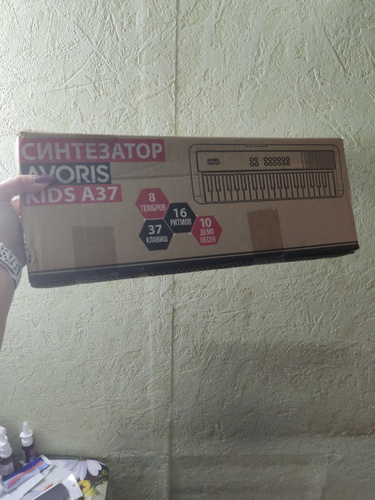 СИНТЕЗАТОР
AVORIS
KIDS A37
8
ТЕМБРОВ
16
РИТМОВ
37
КЛАВИШ
10
ДЕМО
ПЕСЕН